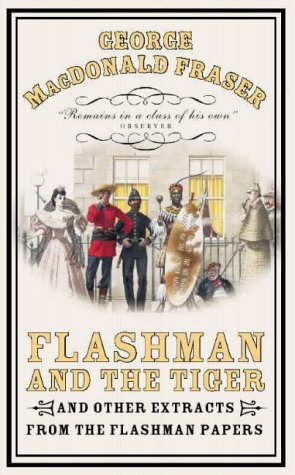 GEORGE
MACDONALD FRASER
"Remains in a class of his own"
OBSERVER
FLASHMAN
AND THE TIGER
AND OTHER EXTRACTS
FROM THE FLASHMAN PAPERS